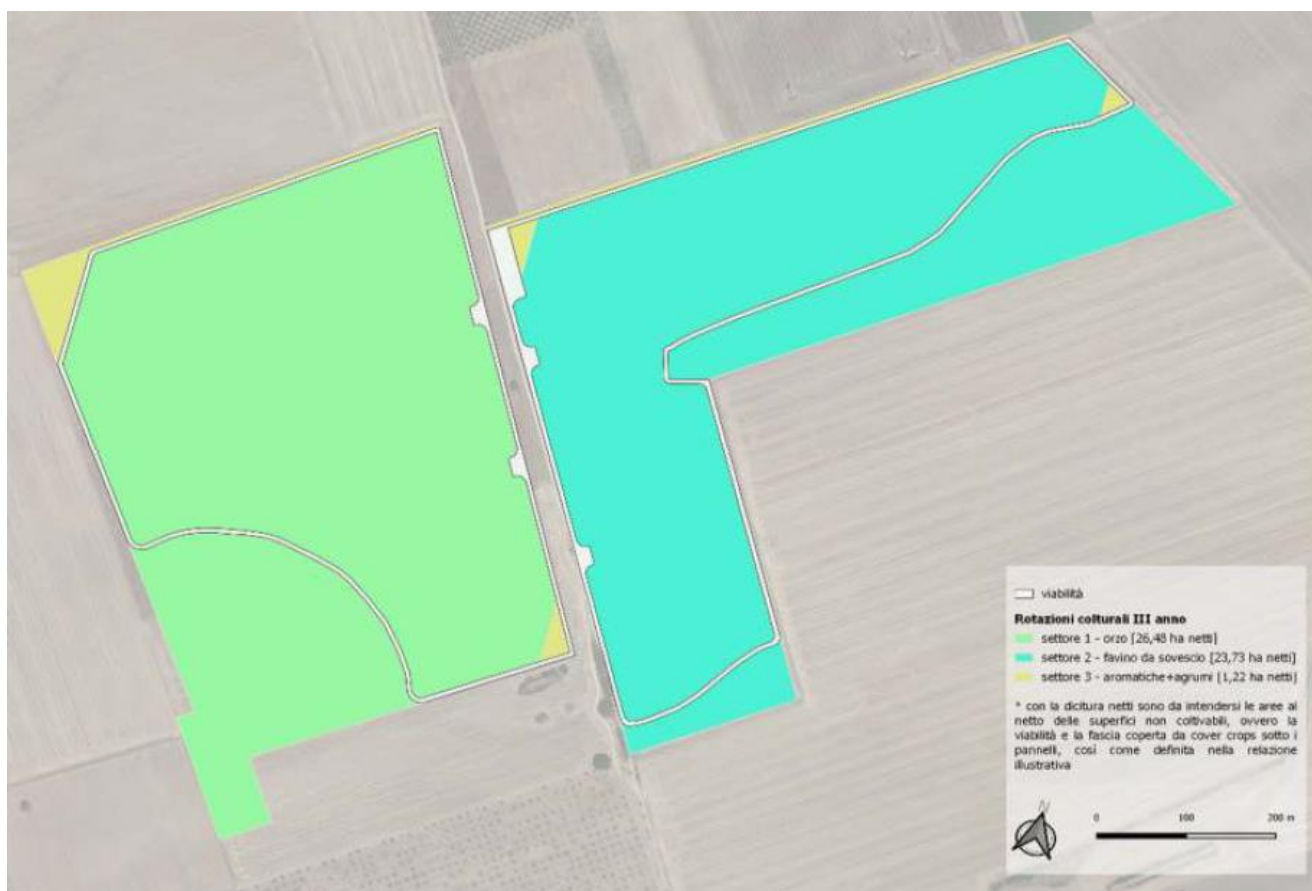 viabilità
Rotazioni colturali III anno
settore 1 - orzo [26,48 ha netti]
settore 2 - favino da sovescio [23,73 ha netti]
settore 3 - aromatiche+agrumi [1,22 ha netti]
* con la dicitura netti sono da intendersi le aree al
netto delle superfici non coltivabili, ovvero la
viabilità e la fascia coperta da cover crops sotto i
pannelli, così come definita nella relazione
illustrativa
N
0 100 200 m